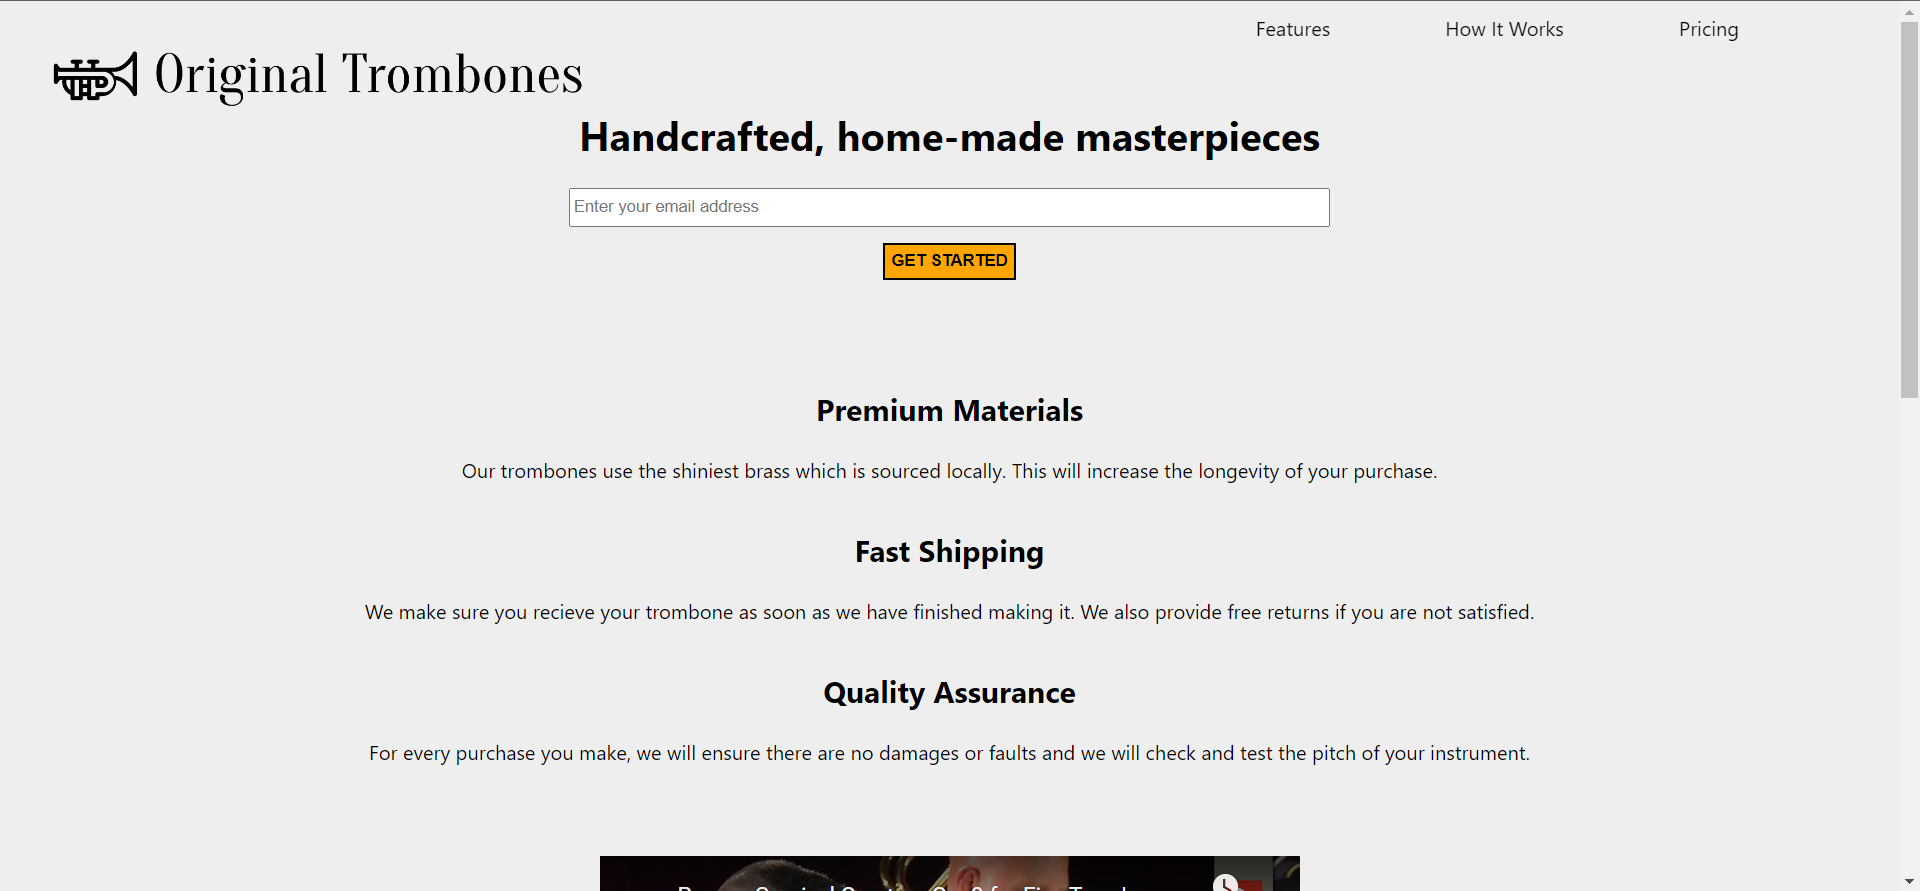 Features How It Works Pricing
Original Trombones
Handcrafted, home-made masterpieces
Enter your email address
GET STARTED
Premium Materials
Our trombones use the shiniest brass which is sourced locally. This will increase the longevity of your purchase.
Fast Shipping
We make sure you recieve your trombone as soon as we have finished making it. We also provide free returns if you are not satisfied.
Quality Assurance
For every purchase you make, we will ensure there are no damages or faults and we will check and test the pitch of your instrument.